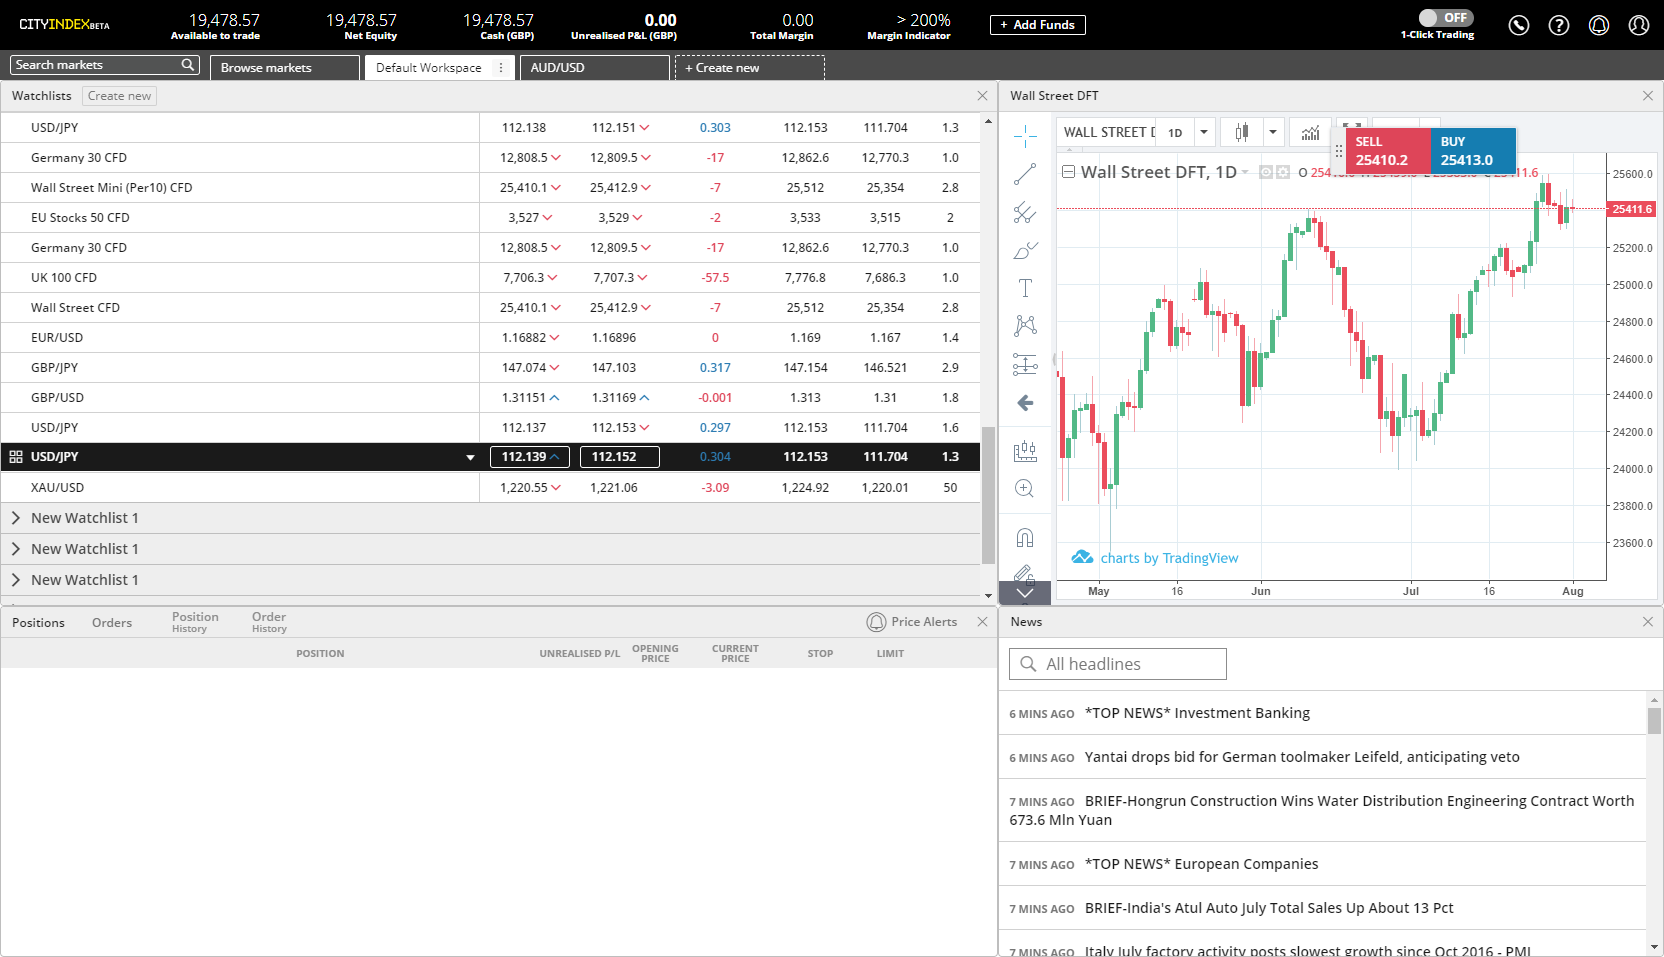 CITYINDEX BETA
19,478.57
Available to trade
19,478.57
Net Equity
19,478.57
Cash (GBP)
0.00
Unrealised P&L (GBP)
0.00
Total Margin
> 200%
Margin Indicator
+ Add Funds
OFF
1-Click Trading
Search markets
Browse markets
Default Workspace
AUD/USD
+ Create new
Watchlists Create new
USD/JPY 112.138 112.151 0.303 112.153 111.704 1.3
Germany 30 CFD 12,808.5 12,809.5 -17 12,862.6 12,770.3 1.0
Wall Street Mini (Per10) CFD 25,410.1 25,412.9 -7 25,512 25,354 2.8
EU Stocks 50 CFD 3,527 3,529 -2 3,533 3,515 2
Germany 30 CFD 12,808.5 12,809.5 -17 12,862.6 12,770.3 1.0
UK 100 CFD 7,706.3 7,707.3 -57.5 7,776.8 7,686.3 1.0
Wall Street CFD 25,410.1 25,412.9 -7 25,512 25,354 2.8
EUR/USD 1.16882 1.16896 0 1.169 1.167 1.4
GBP/JPY 147.074 147.103 0.317 147.154 146.521 2.9
GBP/USD 1.31151 1.31169 -0.001 1.313 1.31 1.8
USD/JPY 112.137 112.153 0.297 112.153 111.704 1.6
USD/JPY 112.139 112.152 0.304 112.153 111.704 1.3
XAU/USD 1,220.55 1,221.06 -3.09 1,224.92 1,220.01 50
New Watchlist 1
New Watchlist 1
New Watchlist 1
Wall Street DFT
WALL STREET D 1D
SELL
25410.2
BUY
25413.0
Wall Street DFT, 1D
25600.0
25411.6
25200.0
25000.0
24800.0
24600.0
24400.0
24200.0
24000.0
23800.0
23600.0
charts by TradingView
May 16 Jun Jul 16 Aug
Positions Orders Position History Order History Price Alerts
POSITION UNREALISED P/L OPENING PRICE CURRENT PRICE STOP LIMIT
News
All headlines
6 MINS AGO *TOP NEWS* Investment Banking
6 MINS AGO Yantai drops bid for German toolmaker Leifeld, anticipating veto
7 MINS AGO BRIEF-Hongrun Construction Wins Water Distribution Engineering Contract Worth
673.6 Mln Yuan
7 MINS AGO *TOP NEWS* European Companies
7 MINS AGO BRIEF-India's Atul Auto July Total Sales Up About 13 Pct
7 MINS AGO Italy July factory activity posts slowest growth since Oct 2016 - PMI